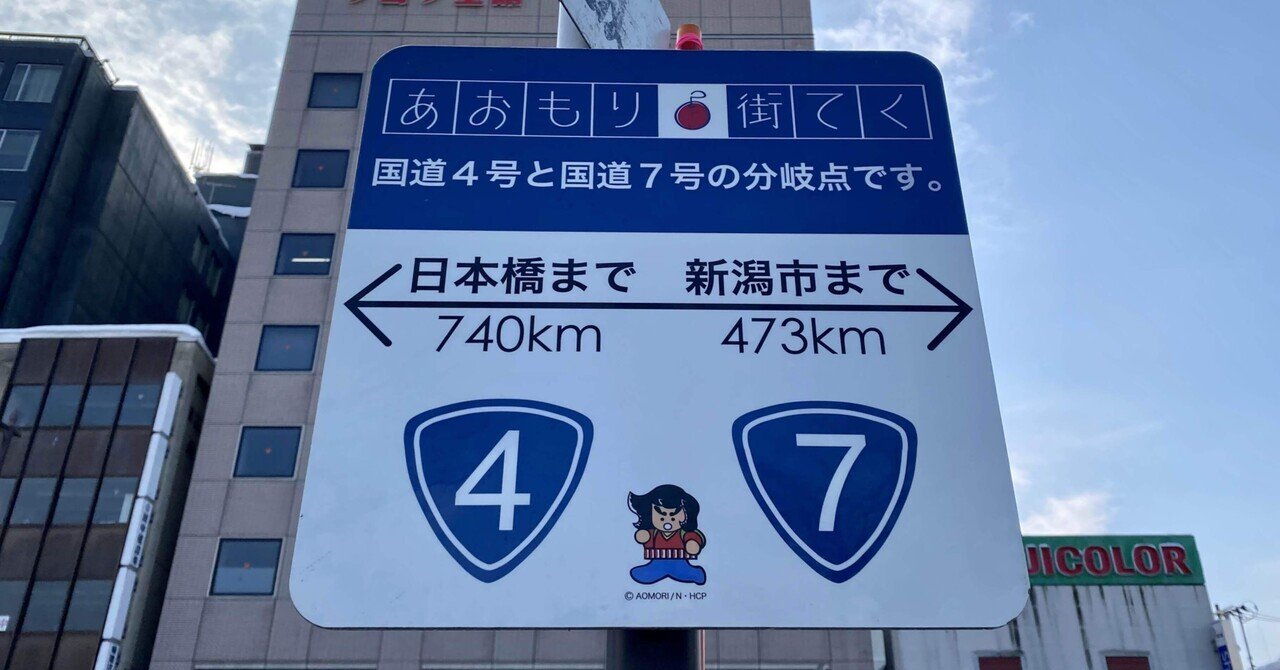 あおもり街てく
国道４号と国道７号の分岐点です。
日本橋まで 新潟市まで
740km 473km
4 7
© AOMORI / N・HCP
JICOLOR